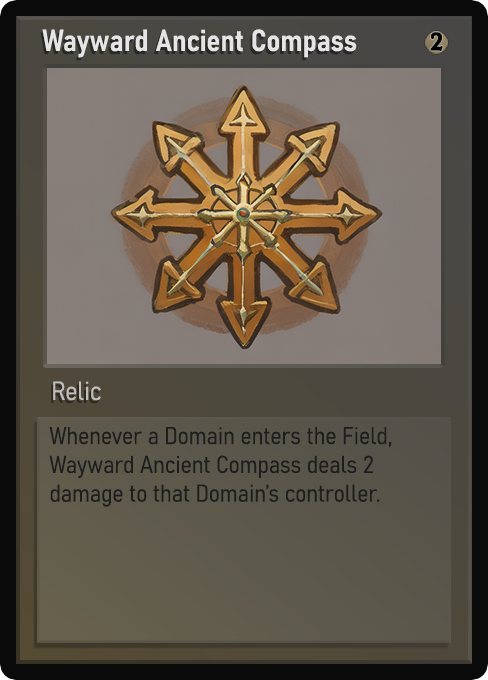 Wayward Ancient Compass
2
Relic
Whenever a Domain enters the Field,
Wayward Ancient Compass deals 2
damage to that Domain's controller.